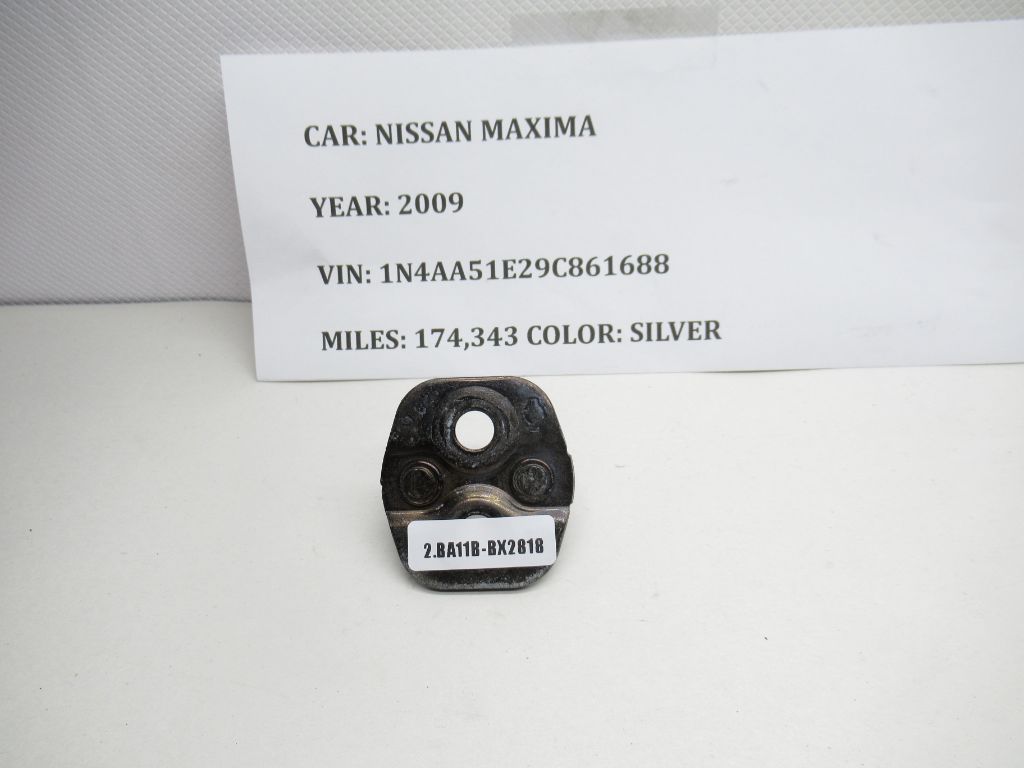 CAR: NISSAN MAXIMA
YEAR: 2009
VIN: 1N4AA51E29C861688
MILES: 174,343 COLOR: SILVER
2.BA11B-BX2818